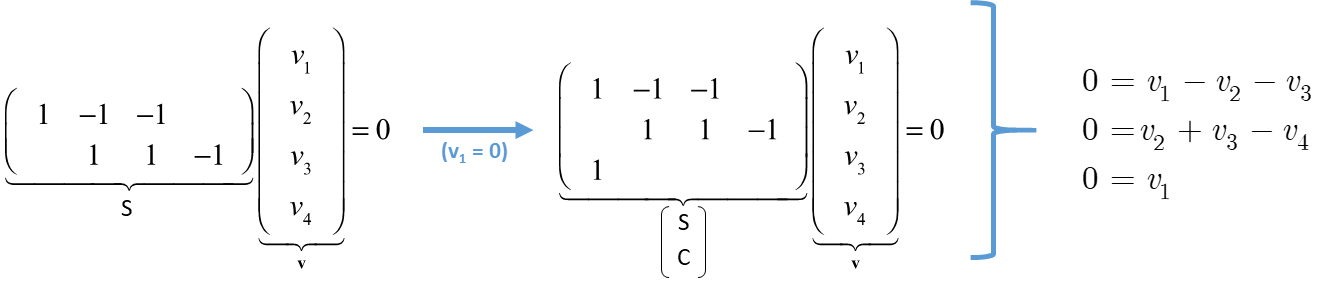 1 −1 −1
1 1 −1
S
v₁
v₂
v₃
v₄
v
= 0
(v₁ = 0)
1 −1 −1
1 1 −1
1
S
C
v₁
v₂
v₃
v₄
v
= 0
0 = v₁ − v₂ − v₃
0 = v₂ + v₃ − v₄
0 = v₁